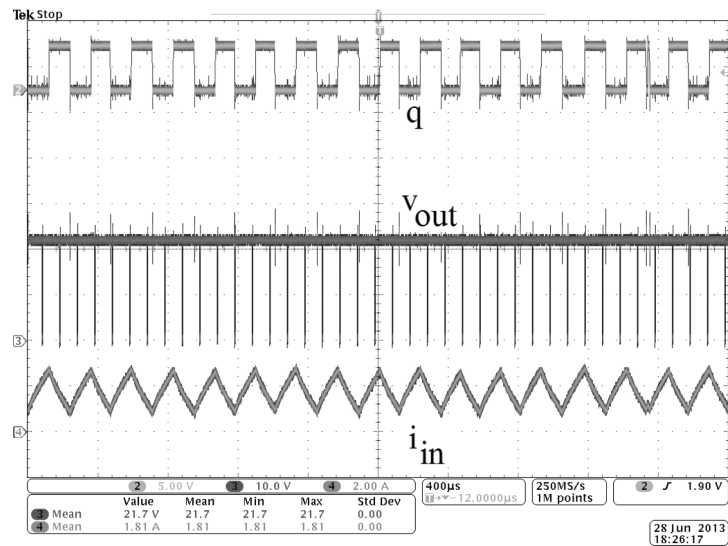 Tek Stop
T
2
q
v out
3
4
i in
2 5.00 V 3 10.0 V 4 2.00 A
400µs
T→▼−12.0000µs
250MS/s
1M points
2 1.90 V
Value Mean Min Max Std Dev
3 Mean 21.7 V 21.7 21.7 21.7 0.00
4 Mean 1.81 A 1.81 1.81 1.81 0.00
28 Jun 2013
18:26:17